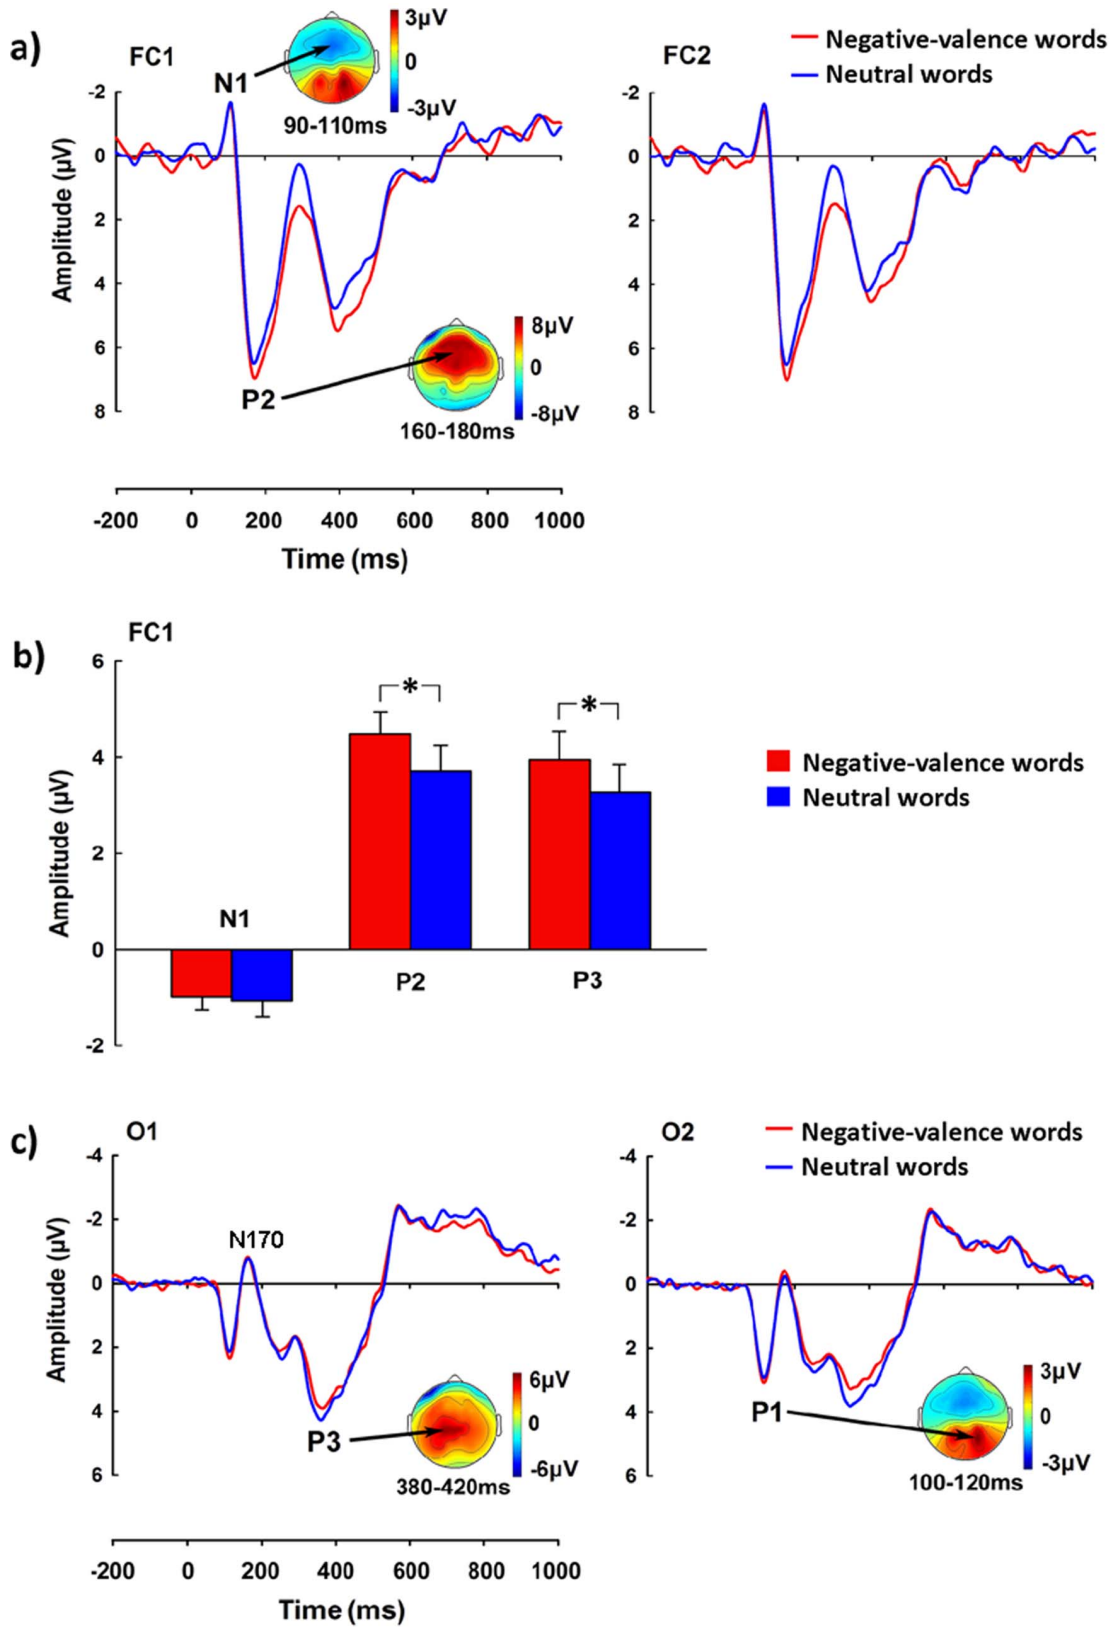 a)
FC1
N1
3µV
0
-3µV
90-110ms
FC2
Negative-valence words
Neutral words
-2
0
2
4
6
8
Amplitude (µV)
P2
8µV
0
-8µV
160-180ms
-2
0
2
4
6
8
-200 0 200 400 600 800 1000
Time (ms)
b)
FC1
6
4
2
0
-2
Amplitude (µV)
N1
*
P2
*
P3
Negative-valence words
Neutral words
c)
O1
-4
-2
0
2
4
6
Amplitude (µV)
N170
P3
6µV
0
-6µV
380-420ms
O2
Negative-valence words
Neutral words
-4
-2
0
2
4
6
P1
3µV
0
-3µV
100-120ms
-200 0 200 400 600 800 1000
Time (ms)